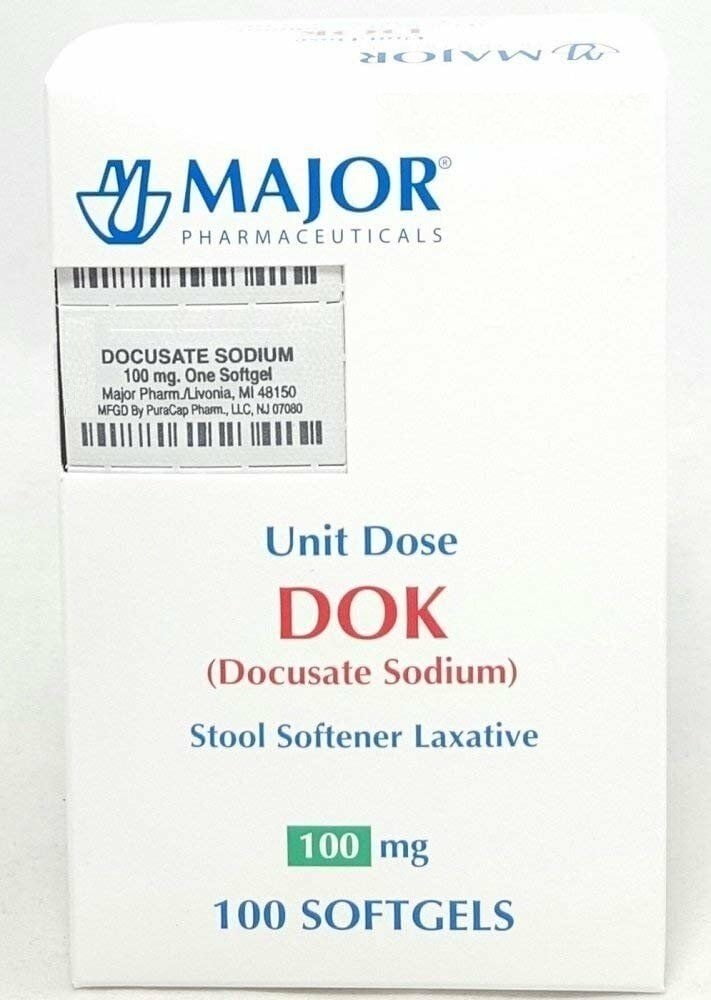 MAJOR
MAJOR®
PHARMACEUTICALS
DOCUSATE SODIUM
100 mg. One Softgel
Major Pharm./Livonia, MI 48150
MFGD By PuraCap Pharm., LLC, NJ 07080
Unit Dose
DOK
(Docusate Sodium)
Stool Softener Laxative
100 mg
100 SOFTGELS